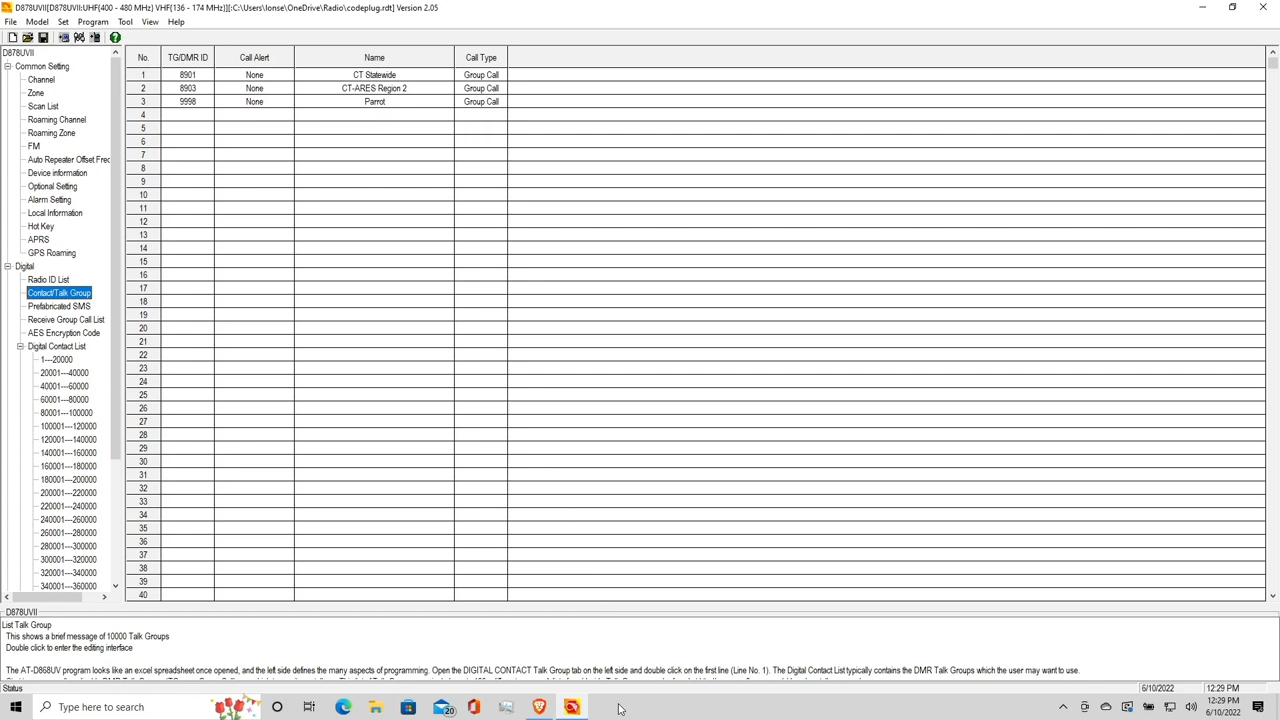 D878UVII[D878UVII:UHF(400 - 480 MHz) VHF(136 - 174 MHz)][:C:\Users\lonse\OneDrive\Radio\codeplug.rdt] Version 2.05
File Model Set Program Tool View Help
D878UVII
Common Setting
Channel
Zone
Scan List
Roaming Channel
Roaming Zone
FM
Auto Repeater Offset Frec
Device information
Optional Setting
Alarm Setting
Local Information
Hot Key
APRS
GPS Roaming
Digital
Radio ID List
Contact/Talk Group
Prefabricated SMS
Receive Group Call List
AES Encryption Code
Digital Contact List
1---20000
20001---40000
40001---60000
60001---80000
80001---100000
100001---120000
120001---140000
140001---160000
160001---180000
180001---200000
200001---220000
220001---240000
240001---260000
260001---280000
280001---300000
300001---320000
320001---340000
340001---360000
No. TG/DMR ID Call Alert Name Call Type
1 8901 None CT Statewide Group Call
2 8903 None CT-ARES Region 2 Group Call
3 9998 None Parrot Group Call
4
5
6
7
8
9
10
11
12
13
14
15
16
17
18
19
20
21
22
23
24
25
26
27
28
29
30
31
32
33
34
35
36
37
38
39
40
D878UVII
List Talk Group
This shows a brief message of 10000 Talk Groups
Double click to enter the editing interface
The AT-D868UV program looks like an excel spreadsheet once opened, and the left side defines the many aspects of programming. Open the DIGITAL CONTACT Talk Group tab on the left side and double click on the first line (Line No. 1). The Digital Contact List typically contains the DMR Talk Groups which the user may want to use.
Status 6/10/2022 12:29 PM
Type here to search
20
12:29 PM
6/10/2022